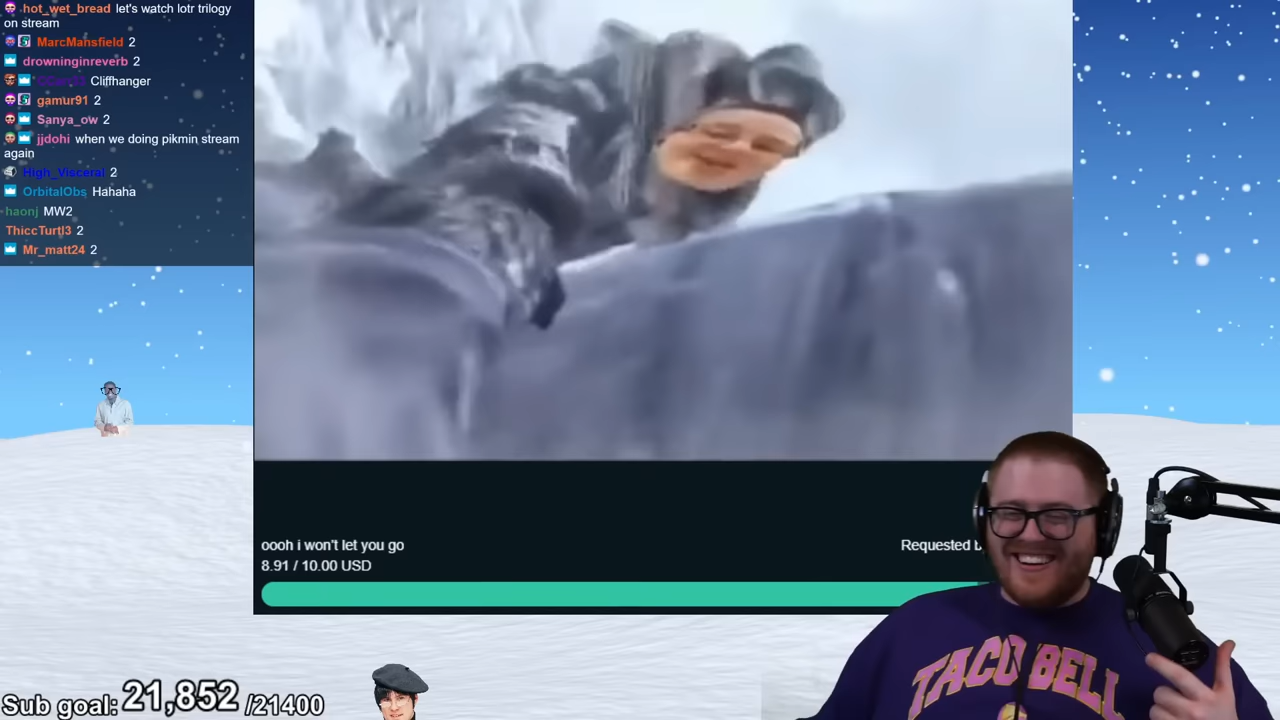 hot_wet_bread let's watch lotr trilogy
on stream
MarcMansfield 2
drowninginreverb 2
Cliffhanger
gamur91 2
Sanya_ow 2
jjdohi when we doing pikmin stream
again
High_Visceral 2
OrbitalObs Hahaha
haonj MW2
ThiccTurtl3 2
Mr_matt24 2
oooh i won't let you go
Requested
8.91 / 10.00 USD
TACO BELL
Sub goal: 21,852 /21400